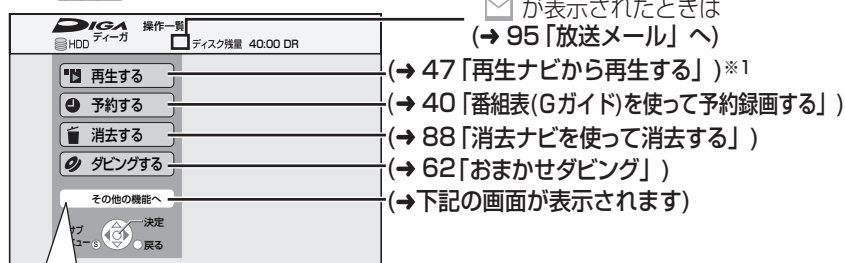 が表示されたときは
(➔ 95「放送メール」へ)
DIGA 操作一覧
ディーガ
HDD ディスク残量 40:00 DR
再生する (➔ 47「再生ナビから再生する」)※1
予約する (➔ 40「番組表(Gガイド)を使って予約録画する」)
消去する (➔ 88「消去ナビを使って消去する」)
ダビングする (➔ 62「おまかせダビング」)
その他の機能へ (➔下記の画面が表示されます)
決定
サブ
メニュー S 戻る